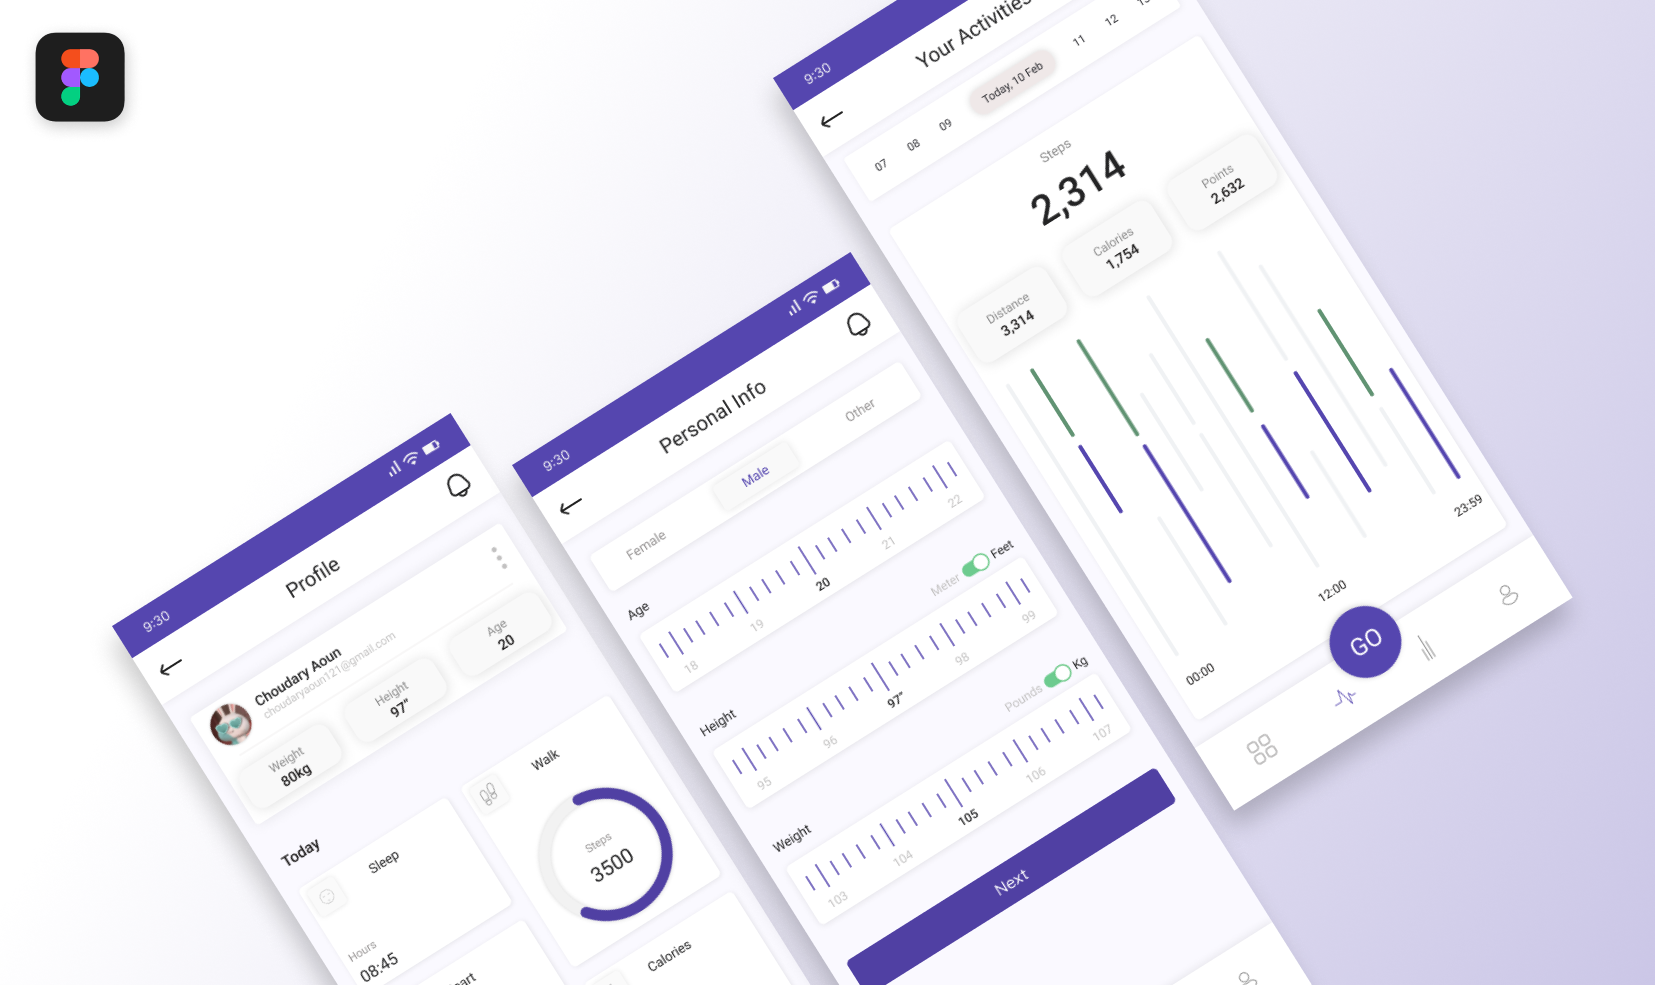 9:30
Profile
Choudary Aoun
choudaryaoun121@gmail.com
Weight
80kg
Height
97"
Age
20
Today
Sleep
Hours
08:45
Walk
Steps
3500
Calories
9:30
Personal Info
Female
Male
Other
Age
18
19
20
21
22
Height
Meter
Feet
95
96
97"
98
99
Weight
Pounds
Kg
103
104
105
106
107
Next
9:30
Your Activities
07
08
09
Today, 10 Feb
11
12
Steps
2,314
Distance
3,314
Calories
1,754
Points
2,632
00:00
12:00
23:59
GO